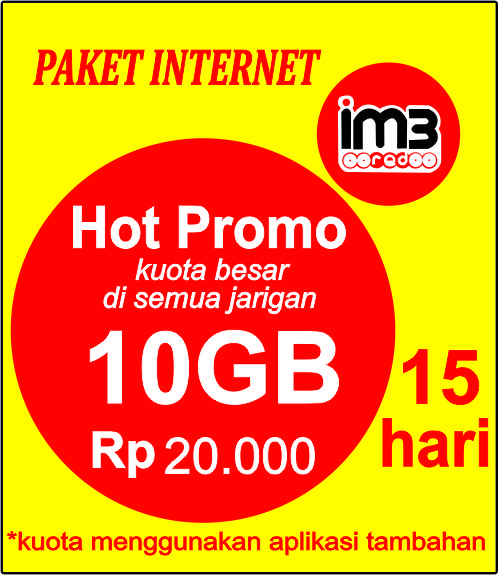 PAKET INTERNET
im3
ooredoo
Hot Promo
kuota besar
di semua jarigan
10GB
Rp 20.000
15
hari
*kuota menggunakan aplikasi tambahan